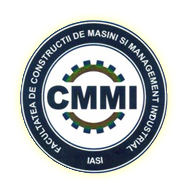 FACULTATEA DE CONSTRUCTII DE MASINI SI MANAGEMENT INDUSTRIAL
CMMI
IASI